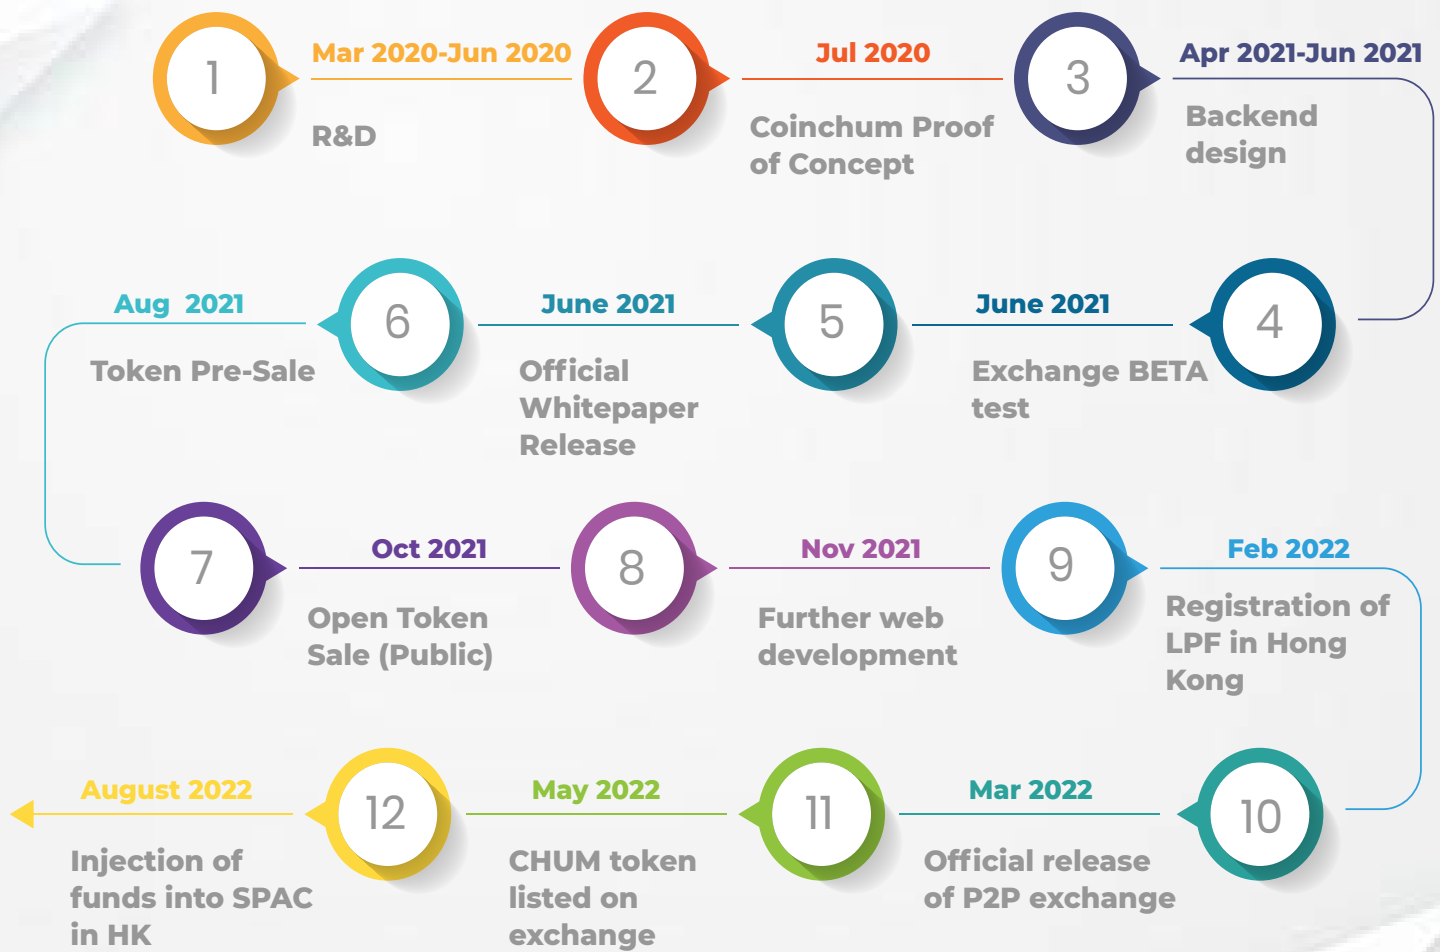 1
Mar 2020-Jun 2020
R&D
2
Jul 2020
Coinchum Proof
of Concept
3
Apr 2021-Jun 2021
Backend
design
4
June 2021
Exchange BETA
test
5
June 2021
Official
Whitepaper
Release
6
Aug 2021
Token Pre-Sale
7
Oct 2021
Open Token
Sale (Public)
8
Nov 2021
Further web
development
9
Feb 2022
Registration of
LPF in Hong
Kong
10
Mar 2022
Official release
of P2P exchange
11
May 2022
CHUM token
listed on
exchange
12
August 2022
Injection of
funds into SPAC
in HK